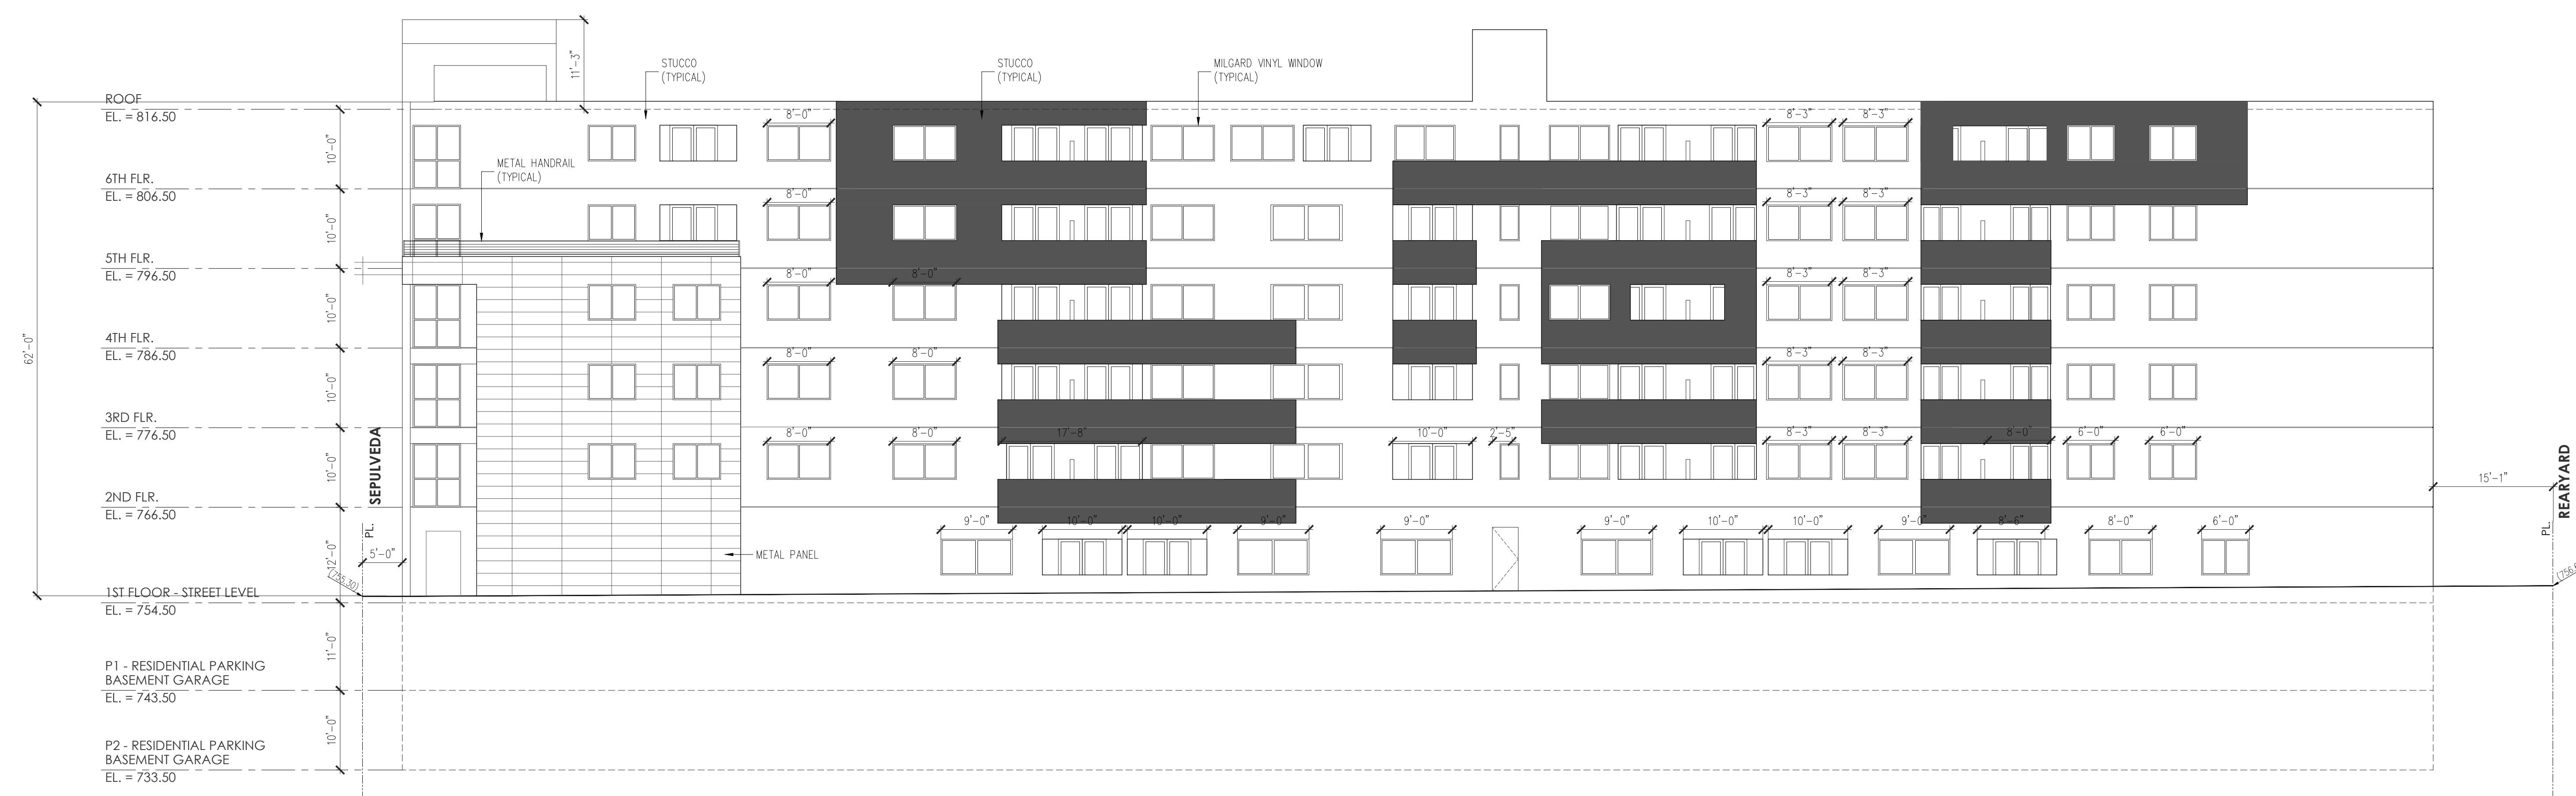 11'-3"
STUCCO
(TYPICAL)
STUCCO
(TYPICAL)
MILGARD VINYL WINDOW
(TYPICAL)
ROOF
EL. = 816.50
8'-0"
8'-3"
8'-3"
10'-0"
METAL HANDRAIL
(TYPICAL)
6TH FLR.
EL. = 806.50
8'-0"
8'-3"
8'-3"
10'-0"
5TH FLR.
EL. = 796.50
8'-0"
8'-0"
8'-3"
8'-3"
10'-0"
4TH FLR.
EL. = 786.50
62'-0"
8'-0"
8'-0"
8'-3"
8'-3"
10'-0"
3RD FLR.
EL. = 776.50
8'-0"
8'-0"
17'-8"
10'-0"
2'-5"
8'-3"
8'-3"
8'-0"
6'-0"
6'-0"
10'-0"
PL. SEPULVEDA
15'-1"
PL. REARYARD
2ND FLR.
EL. = 766.50
9'-0"
10'-0"
10'-0"
9'-0"
9'-0"
9'-0"
10'-0"
10'-0"
9'-0"
8'-6"
8'-0"
6'-0"
5'-0"
METAL PANEL
12'-0"
(755.30)
1ST FLOOR - STREET LEVEL
EL. = 754.50
11'-0"
P1 - RESIDENTIAL PARKING
BASEMENT GARAGE
EL. = 743.50
10'-0"
P2 - RESIDENTIAL PARKING
BASEMENT GARAGE
EL. = 733.50